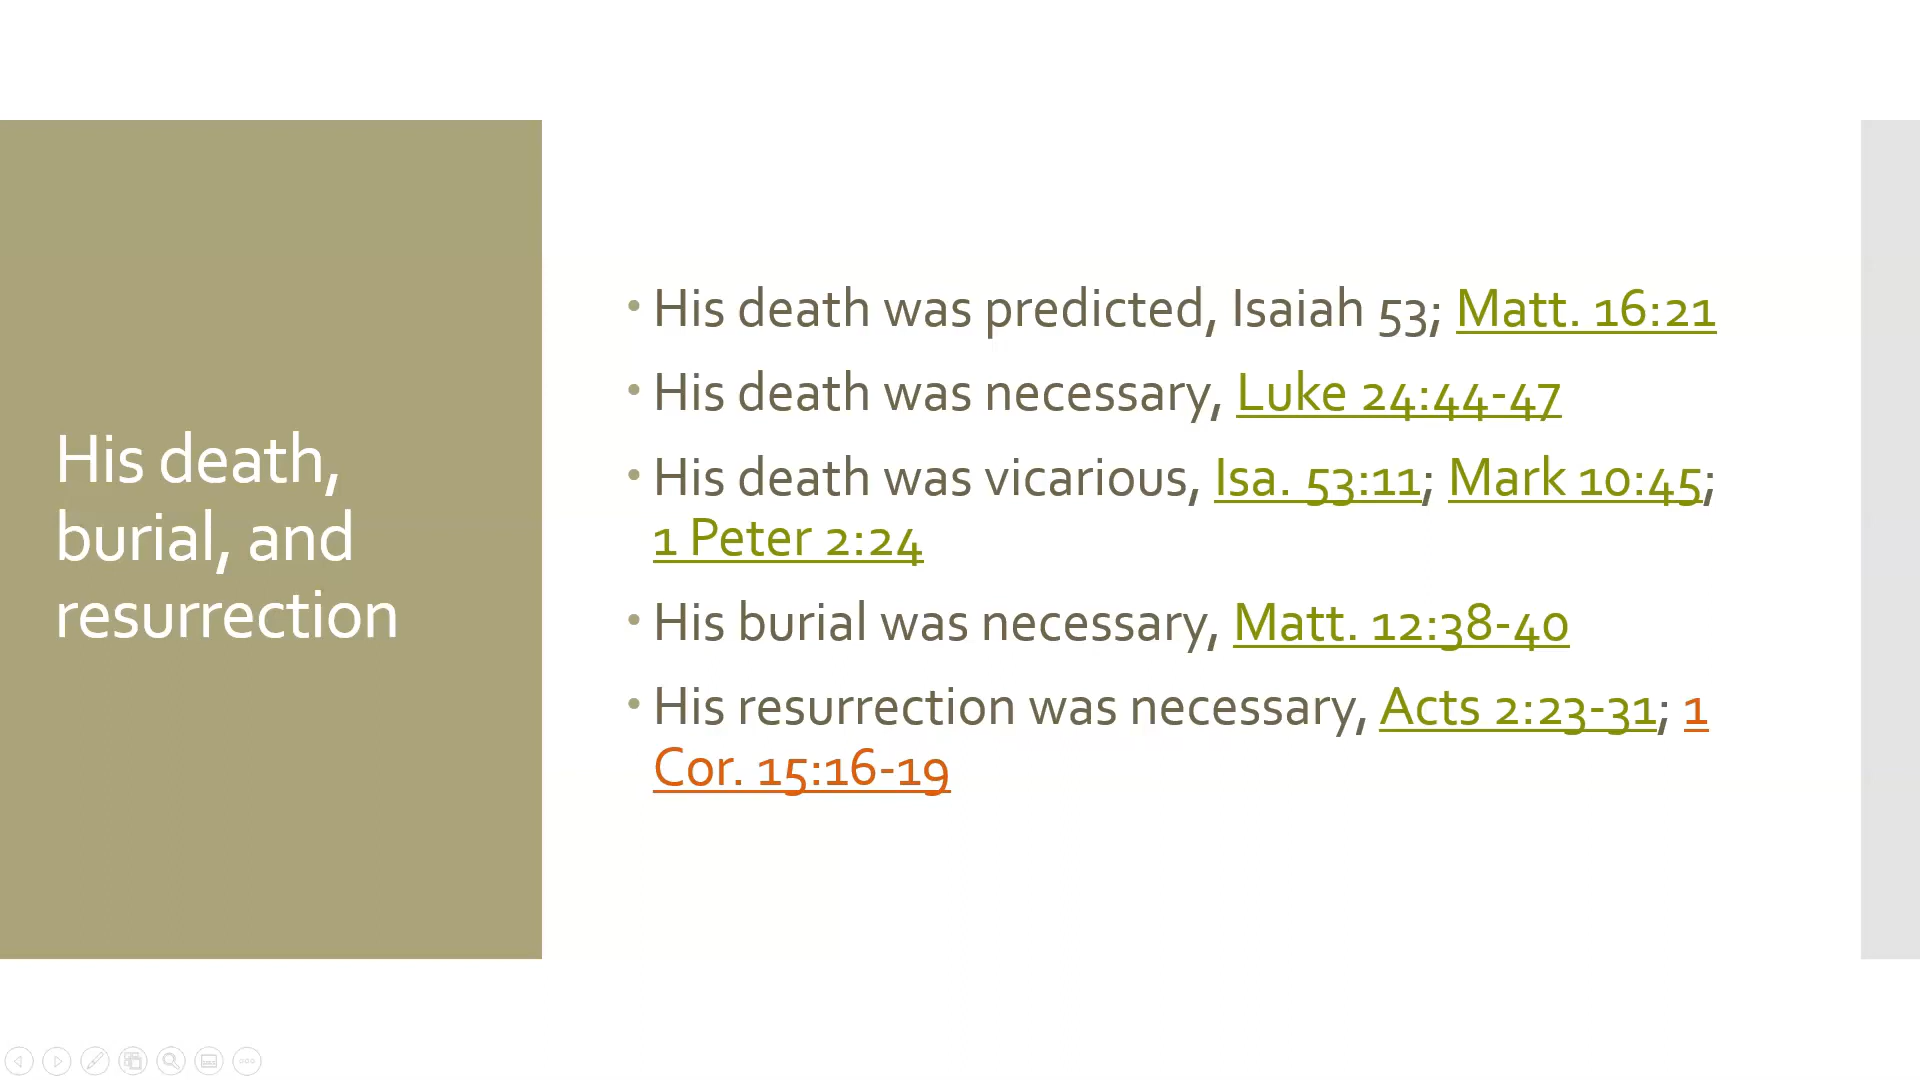 His death,
burial, and
resurrection
• His death was predicted, Isaiah 53; Matt. 16:21
• His death was necessary, Luke 24:44-47
• His death was vicarious, Isa. 53:11; Mark 10:45;
1 Peter 2:24
• His burial was necessary, Matt. 12:38-40
• His resurrection was necessary, Acts 2:23-31; 1
Cor. 15:16-19